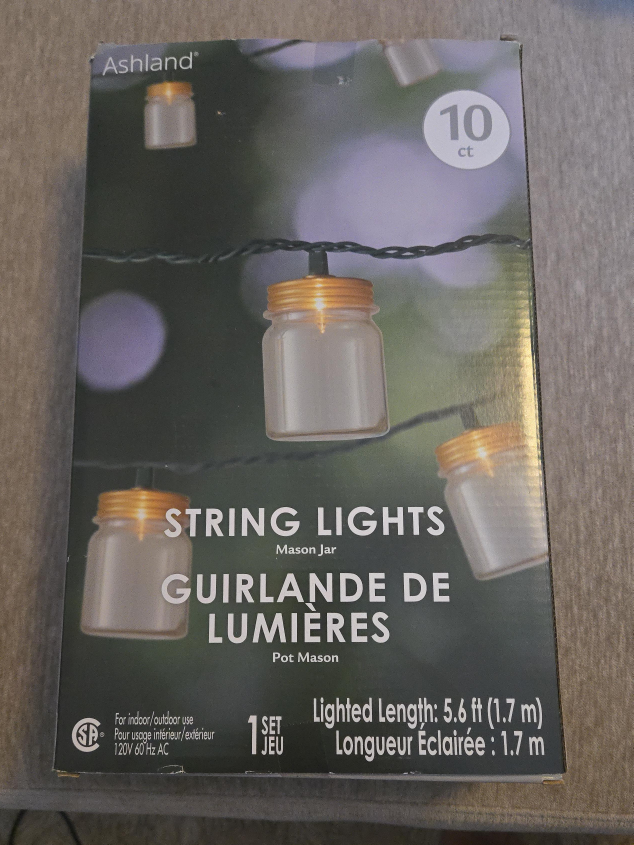 Ashland®
10
ct
STRING LIGHTS
Mason Jar
GUIRLANDE DE
LUMIÈRES
Pot Mason
SA®
For indoor/outdoor use
Pour usage intérieur/extérieur
120V 60 Hz AC
1 SET
JEU
Lighted Length: 5.6 ft (1.7 m)
Longueur Éclairée : 1.7 m